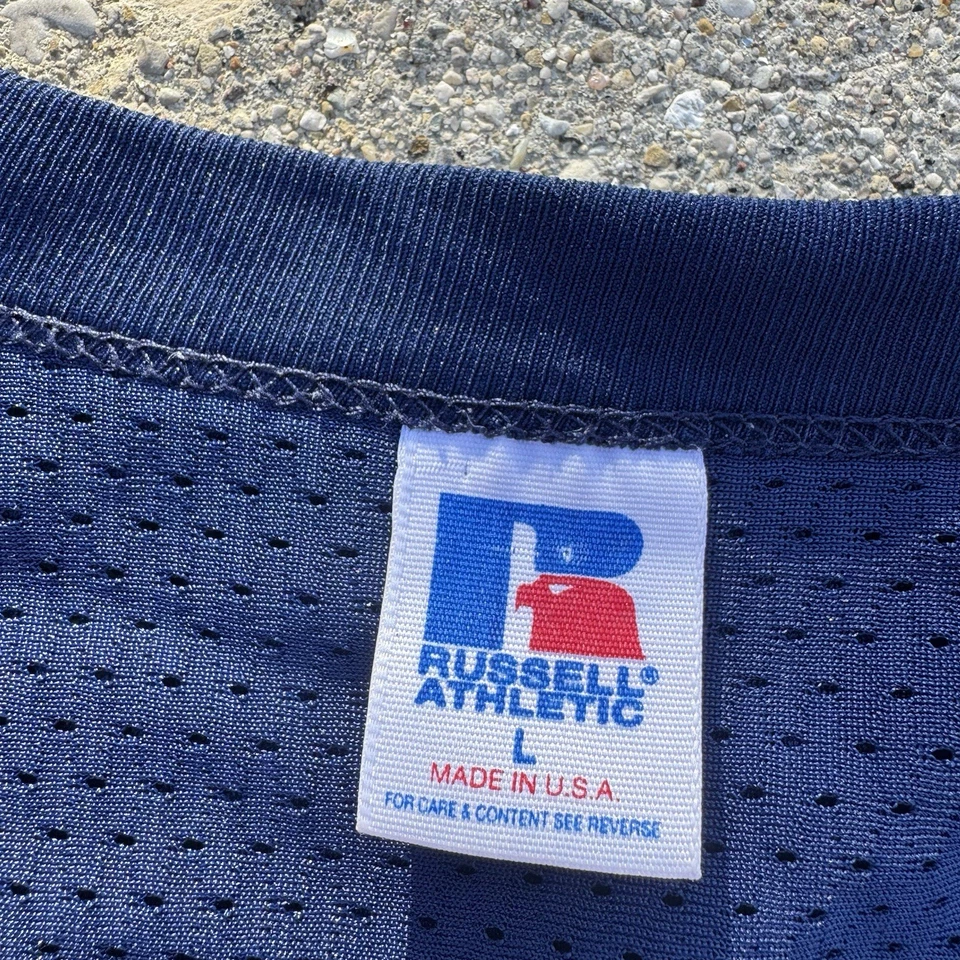 RUSSELL®
ATHLETIC
L
MADE IN U.S.A.
FOR CARE & CONTENT SEE REVERSE